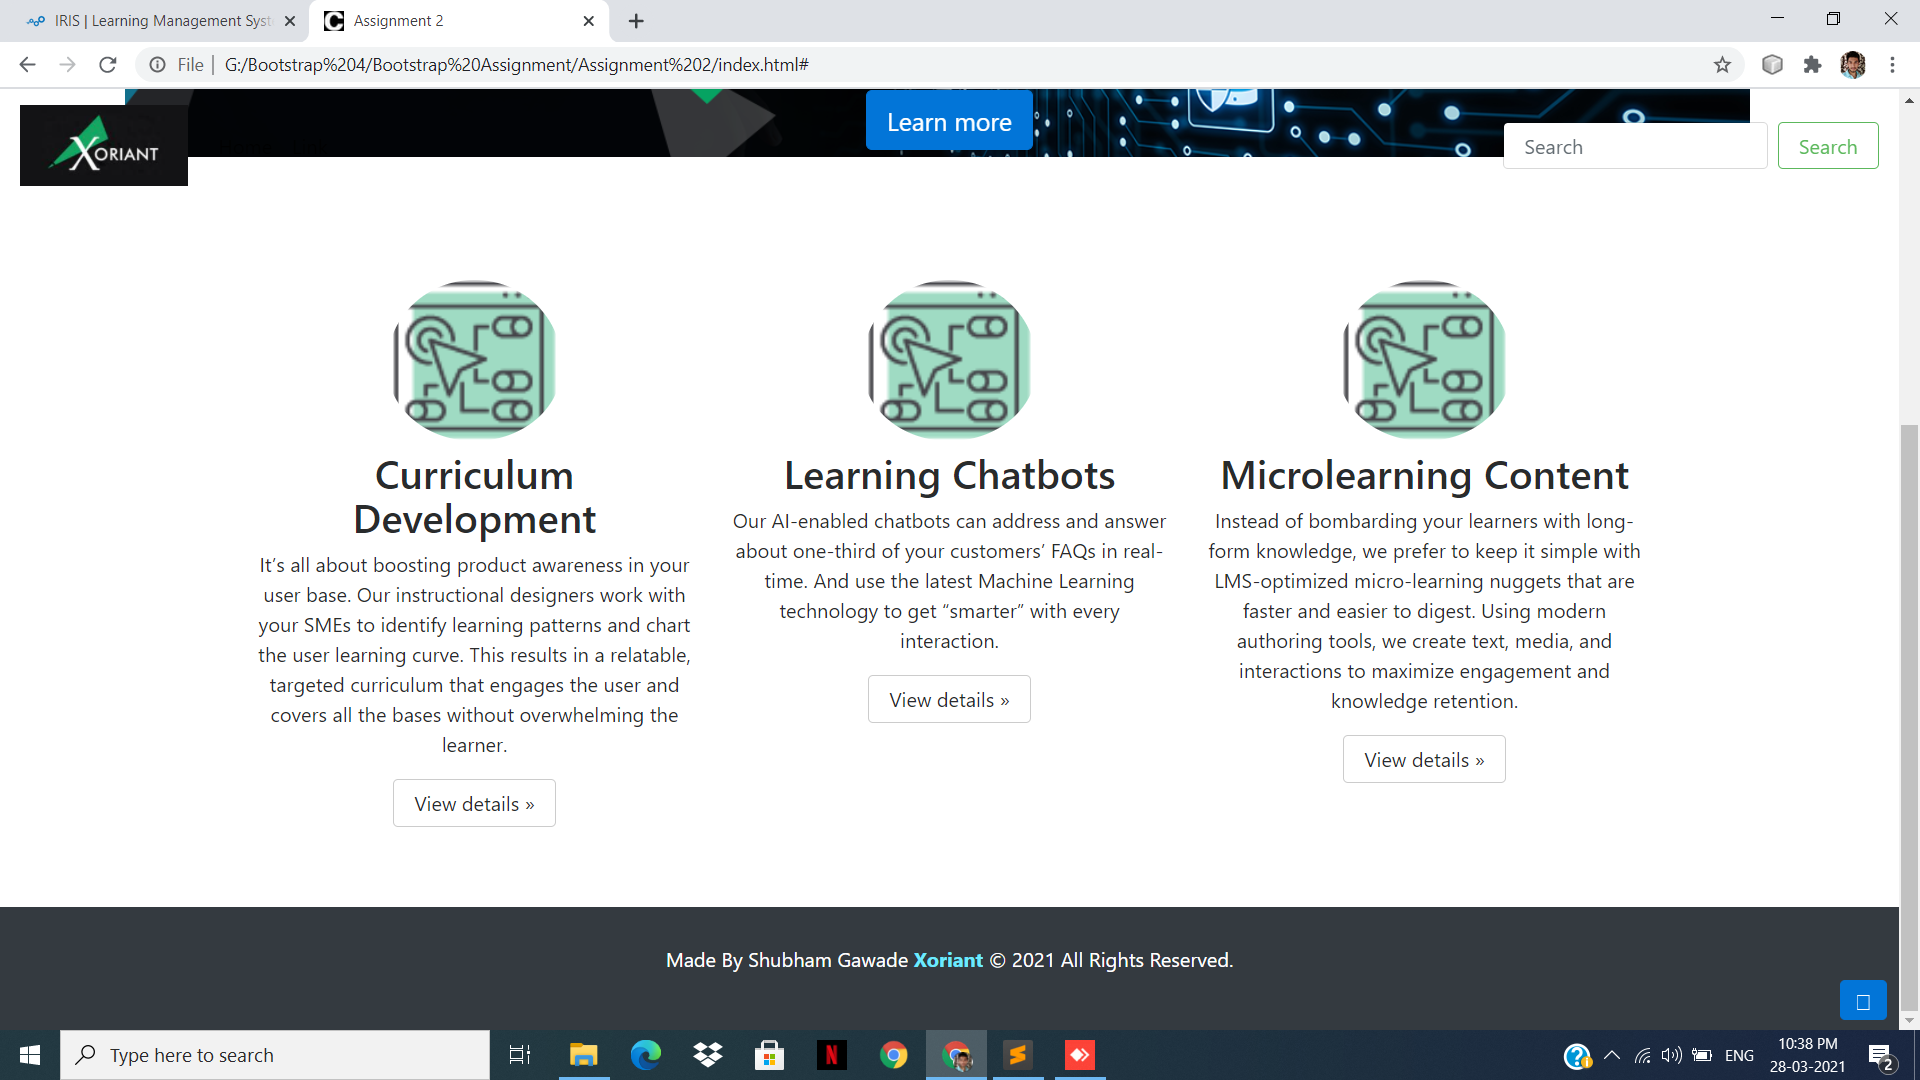 IRIS | Learning Management Syst
Assignment 2
File | G:/Bootstrap%204/Bootstrap%20Assignment/Assignment%202/index.html#
Learn more
XORIANT
Search
Search
Curriculum
Development
It’s all about boosting product awareness in your
user base. Our instructional designers work with
your SMEs to identify learning patterns and chart
the user learning curve. This results in a relatable,
targeted curriculum that engages the user and
covers all the bases without overwhelming the
learner.
View details »
Learning Chatbots
Our AI-enabled chatbots can address and answer
about one-third of your customers’ FAQs in real-
time. And use the latest Machine Learning
technology to get “smarter” with every
interaction.
View details »
Microlearning Content
Instead of bombarding your learners with long-
form knowledge, we prefer to keep it simple with
LMS-optimized micro-learning nuggets that are
faster and easier to digest. Using modern
authoring tools, we create text, media, and
interactions to maximize engagement and
knowledge retention.
View details »
Made By Shubham Gawade Xoriant © 2021 All Rights Reserved.
Type here to search
ENG
10:38 PM
28-03-2021
2